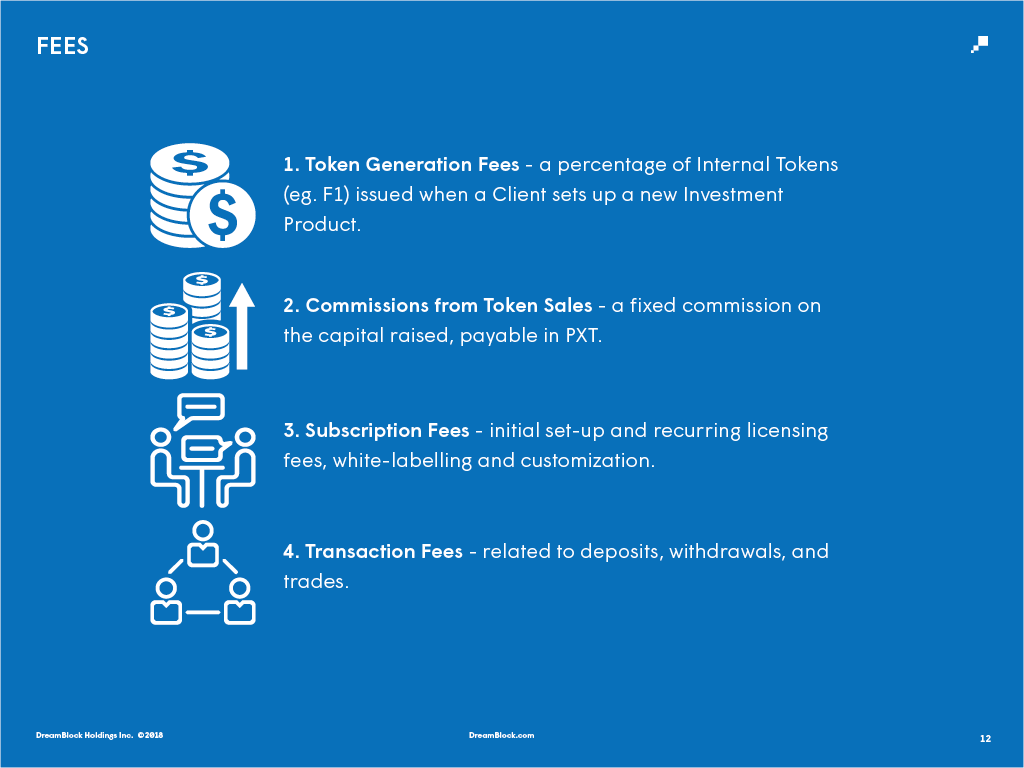 FEES
1. Token Generation Fees - a percentage of Internal Tokens
(eg. F1) issued when a Client sets up a new Investment
Product.
2. Commissions from Token Sales - a fixed commission on
the capital raised, payable in PXT.
3. Subscription Fees - initial set-up and recurring licensing
fees, white-labelling and customization.
4. Transaction Fees - related to deposits, withdrawals, and
trades.
DreamBlock Holdings Inc. ©2018
DreamBlock.com
12